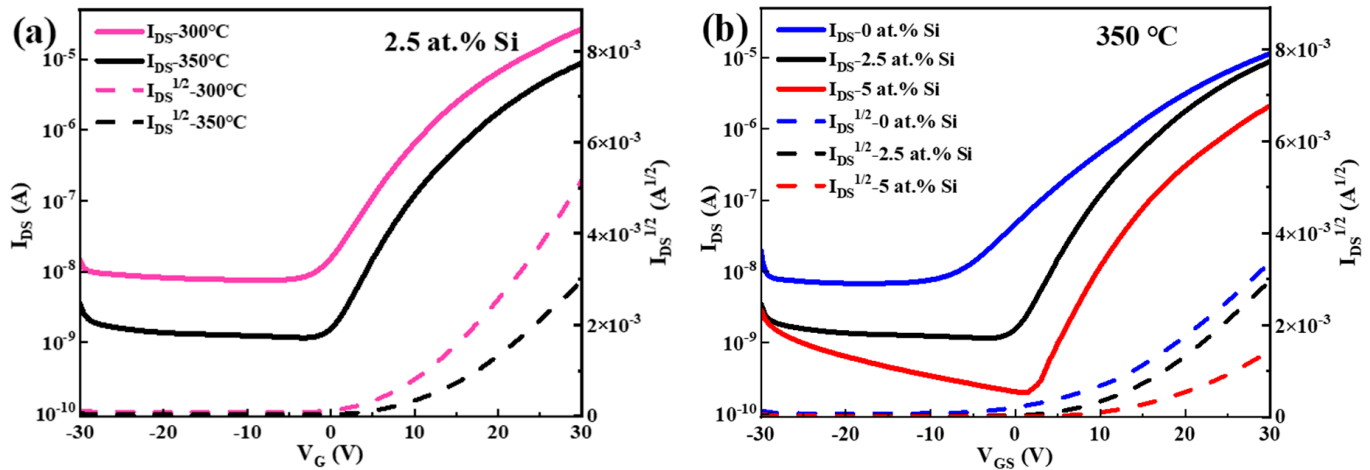 (a)
I_DS-300°C
I_DS-350°C
I_DS^1/2-300°C
I_DS^1/2-350°C
2.5 at.% Si
10^-5
10^-6
10^-7
10^-8
10^-9
10^-10
I_DS (A)
8×10^-3
6×10^-3
4×10^-3
2×10^-3
0
I_DS^1/2 (A^1/2)
-30 -20 -10 0 10 20 30
V_G (V)
(b)
I_DS-0 at.% Si
I_DS-2.5 at.% Si
I_DS-5 at.% Si
I_DS^1/2-0 at.% Si
I_DS^1/2-2.5 at.% Si
I_DS^1/2-5 at.% Si
350 °C
10^-5
10^-6
10^-7
10^-8
10^-9
10^-10
I_DS (A)
8×10^-3
6×10^-3
4×10^-3
2×10^-3
0
I_DS^1/2 (A^1/2)
-30 -20 -10 0 10 20 30
V_GS (V)